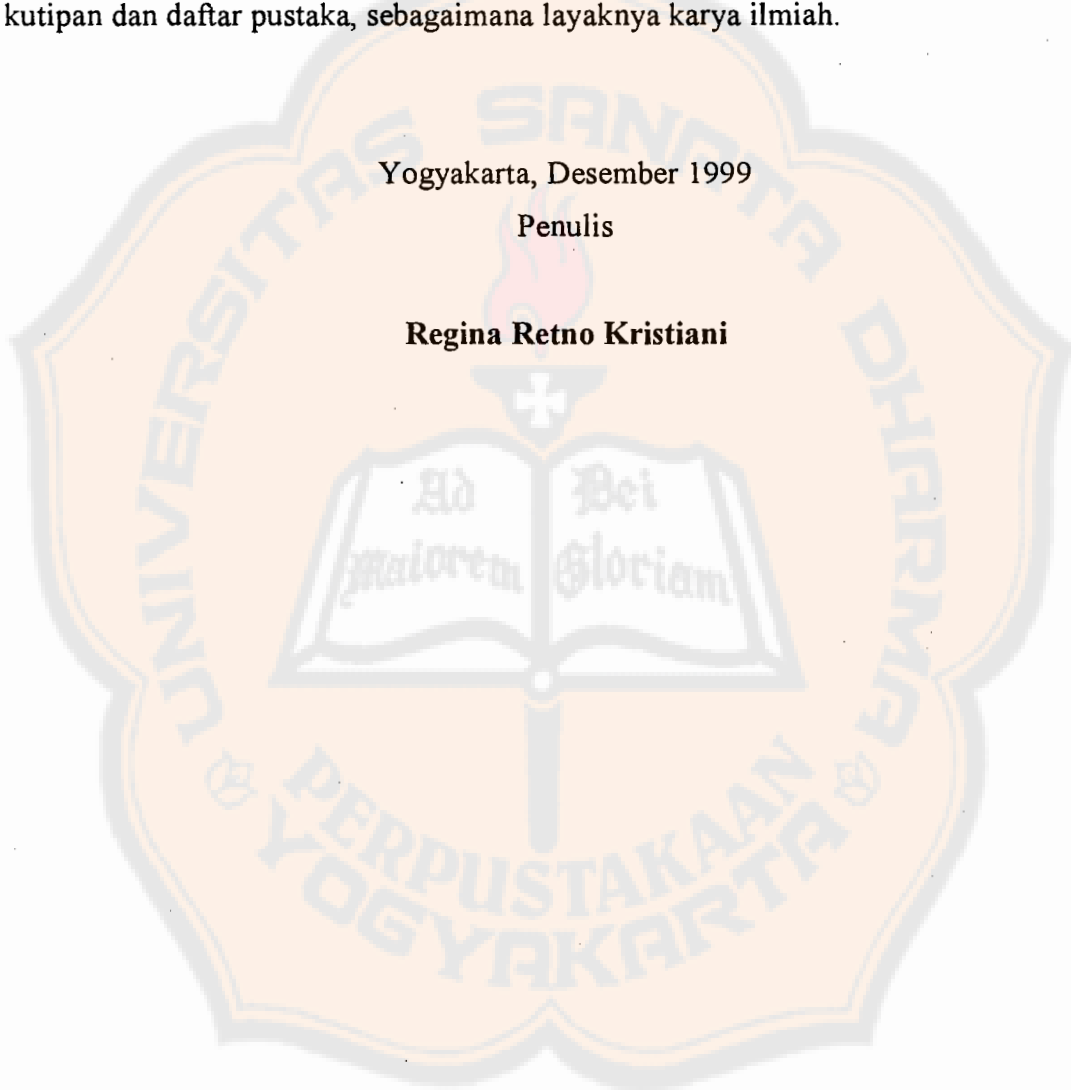 kutipan dan daftar pustaka, sebagaimana layaknya karya ilmiah.
Yogyakarta, Desember 1999
Penulis
Regina Retno Kristiani
UNIVERSITAS SANATA DHARMA
Ad
Maiorem
Dei
Gloriam
PERPUSTAKAAN
YOGYAKARTA